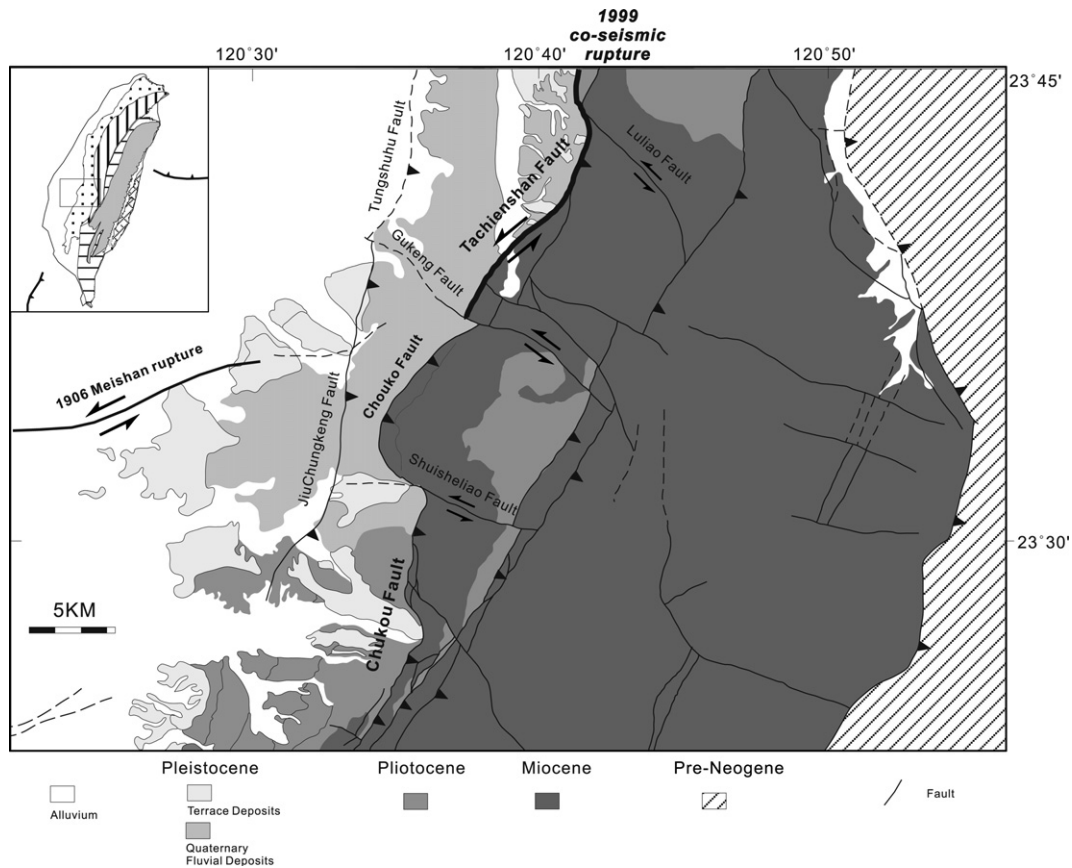 1999
co-seismic
rupture
120°30'
120°40'
120°50'
23°45'
Tungshuhu Fault
Tachienshan Fault
Luliao Fault
Gukeng Fault
1906 Meishan rupture
Chouko Fault
JiuChungkeng Fault
Shuisheliao Fault
23°30'
5KM
Chukou Fault
Pleistocene
Pliotocene
Miocene
Pre-Neogene
Alluvium
Terrace Deposits
Fault
Quaternary
Fluvial Deposits